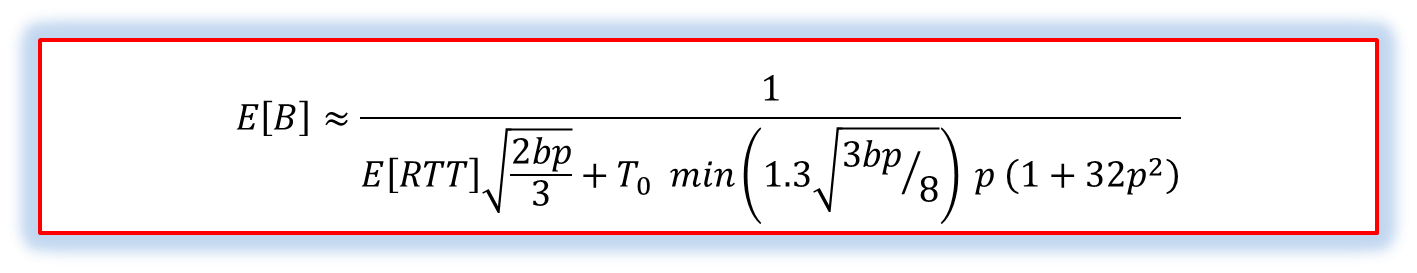 E[B] ≈ 1 / (E[RTT]√(2bp/3) + T₀ min(1.3√(3bp/8)) p (1 + 32p²))